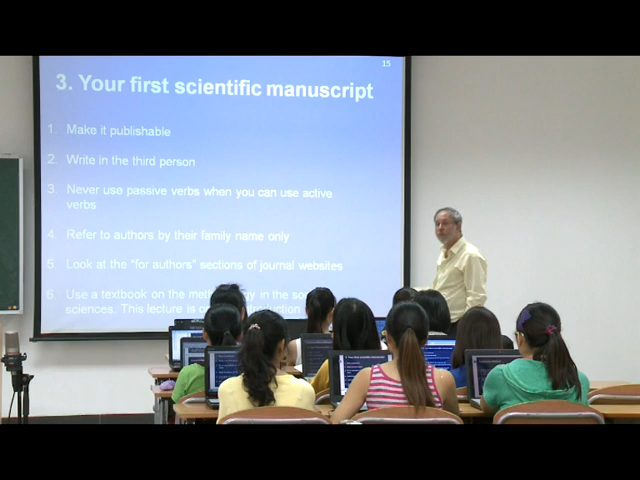 15
3. Your first scientific manuscript
1. Make it publishable
2. Write in the third person
3. Never use passive verbs when you can use active
verbs
4. Refer to authors by their family name only
5. Look at the "for authors" sections of journal websites
6. Use a textbook on the in the
sciences. This lecture is